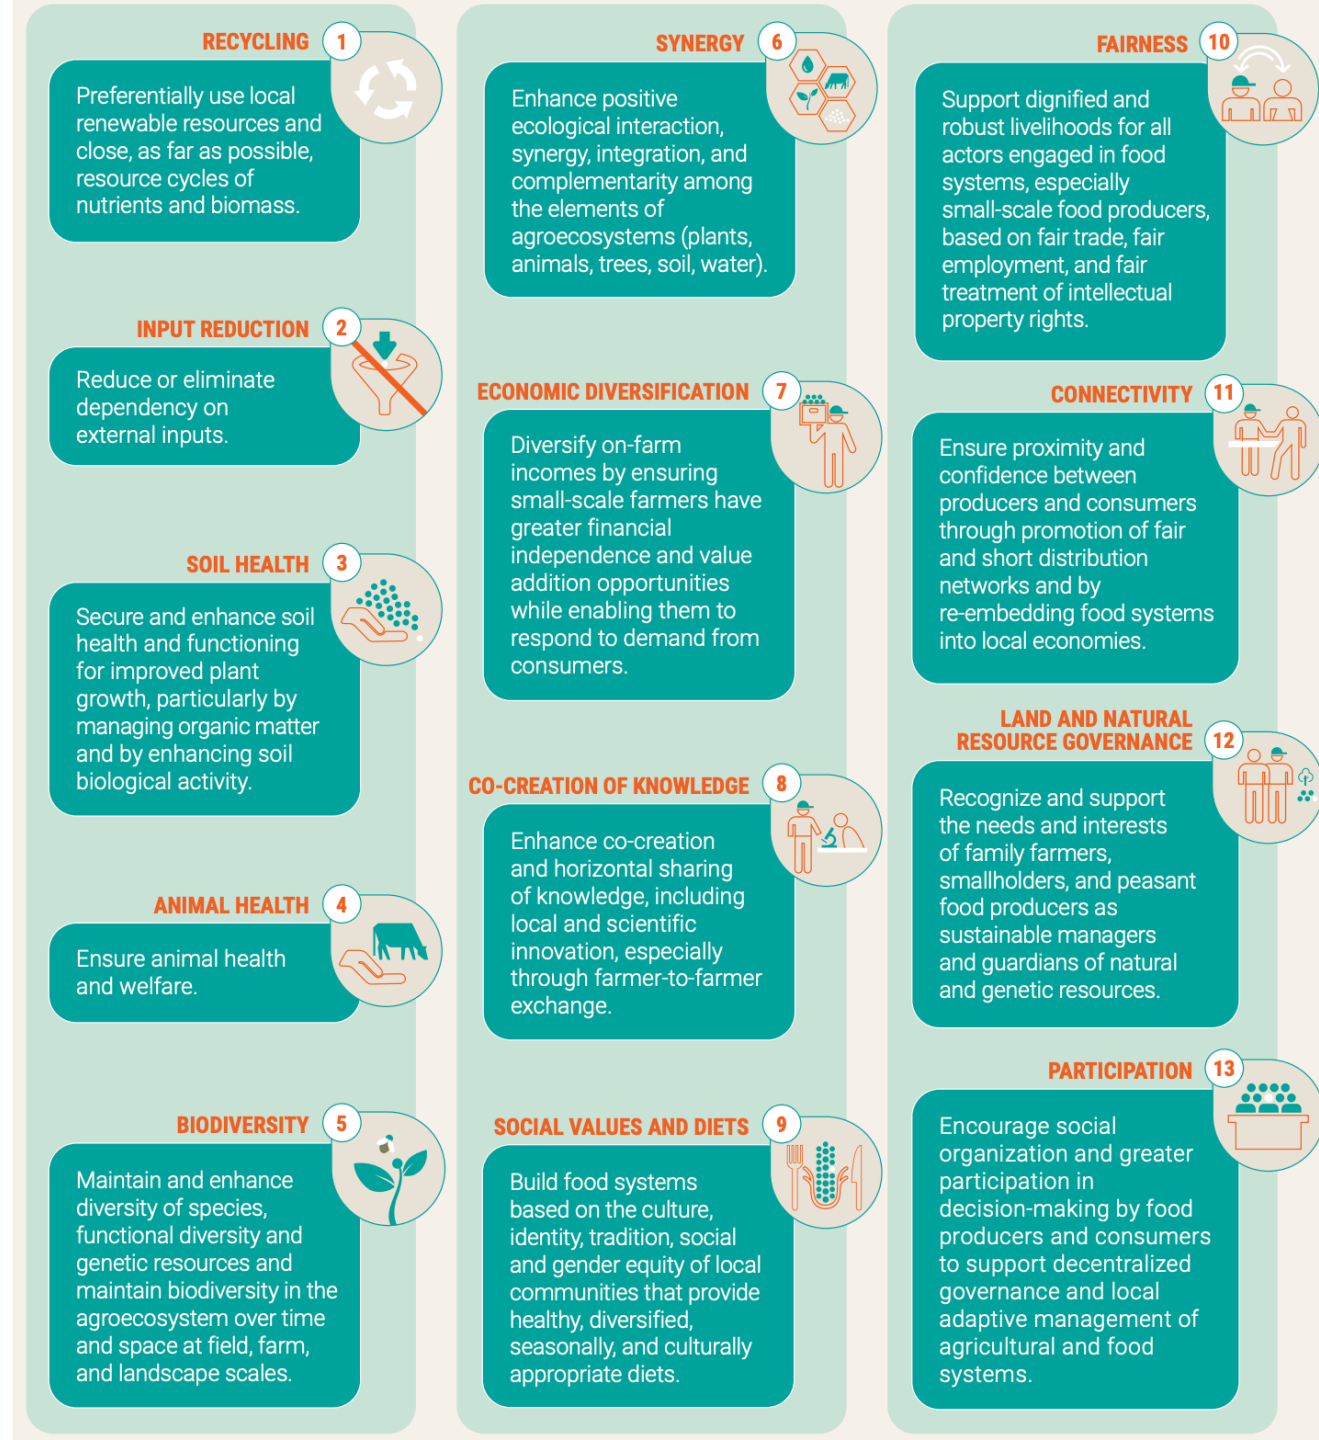 RECYCLING 1
Preferentially use local
renewable resources and
close, as far as possible,
resource cycles of
nutrients and biomass.
INPUT REDUCTION 2
Reduce or eliminate
dependency on
external inputs.
SOIL HEALTH 3
Secure and enhance soil
health and functioning
for improved plant
growth, particularly by
managing organic matter
and by enhancing soil
biological activity.
ANIMAL HEALTH 4
Ensure animal health
and welfare.
BIODIVERSITY 5
Maintain and enhance
diversity of species,
functional diversity and
genetic resources and
maintain biodiversity in the
agroecosystem over time
and space at field, farm,
and landscape scales.
SYNERGY 6
Enhance positive
ecological interaction,
synergy, integration, and
complementarity among
the elements of
agroecosystems (plants,
animals, trees, soil, water).
ECONOMIC DIVERSIFICATION 7
Diversify on-farm
incomes by ensuring
small-scale farmers have
greater financial
independence and value
addition opportunities
while enabling them to
respond to demand from
consumers.
CO-CREATION OF KNOWLEDGE 8
Enhance co-creation
and horizontal sharing
of knowledge, including
local and scientific
innovation, especially
through farmer-to-farmer
exchange.
SOCIAL VALUES AND DIETS 9
Build food systems
based on the culture,
identity, tradition, social
and gender equity of local
communities that provide
healthy, diversified,
seasonally, and culturally
appropriate diets.
FAIRNESS 10
Support dignified and
robust livelihoods for all
actors engaged in food
systems, especially
small-scale food producers,
based on fair trade, fair
employment, and fair
treatment of intellectual
property rights.
CONNECTIVITY 11
Ensure proximity and
confidence between
producers and consumers
through promotion of fair
and short distribution
networks and by
re-embedding food systems
into local economies.
LAND AND NATURAL
RESOURCE GOVERNANCE 12
Recognize and support
the needs and interests
of family farmers,
smallholders, and peasant
food producers as
sustainable managers
and guardians of natural
and genetic resources.
PARTICIPATION 13
Encourage social
organization and greater
participation in
decision-making by food
producers and consumers
to support decentralized
governance and local
adaptive management of
agricultural and food
systems.